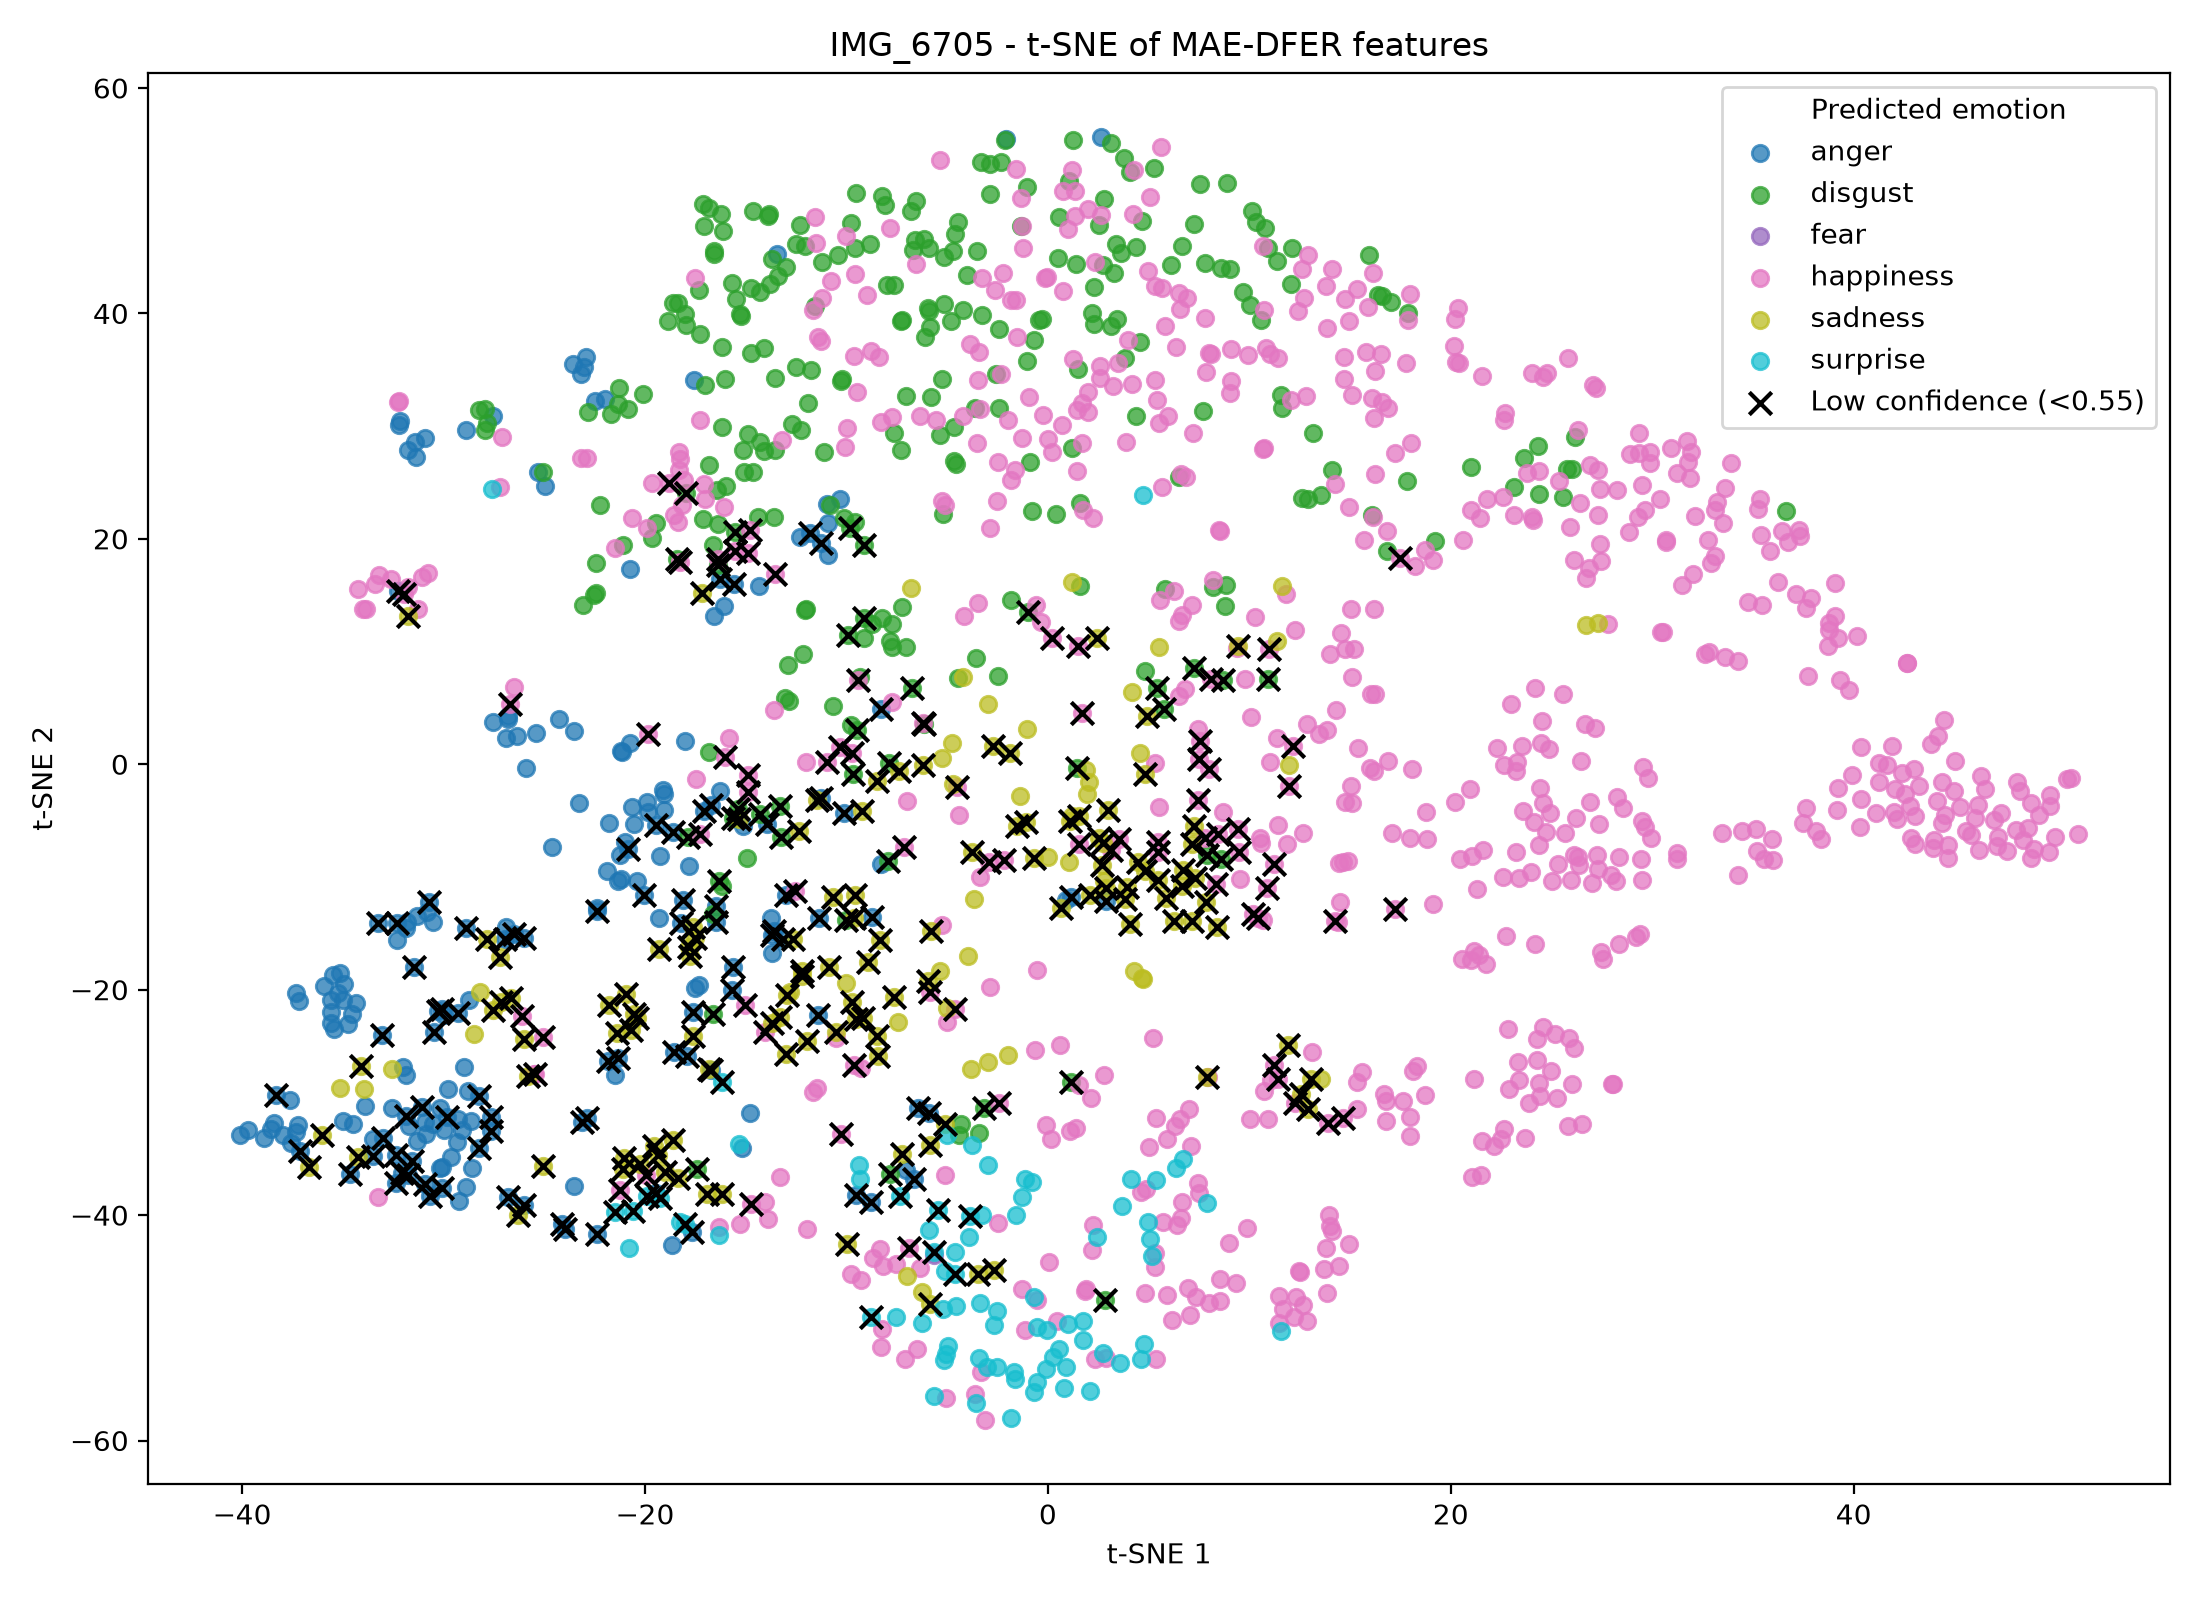 IMG_6705 - t-SNE of MAE-DFER features
60
40
20
0
−20
−40
−60
t-SNE 2
Predicted emotion
anger
disgust
fear
happiness
sadness
surprise
Low confidence (<0.55)
−40
−20
0
20
40
t-SNE 1